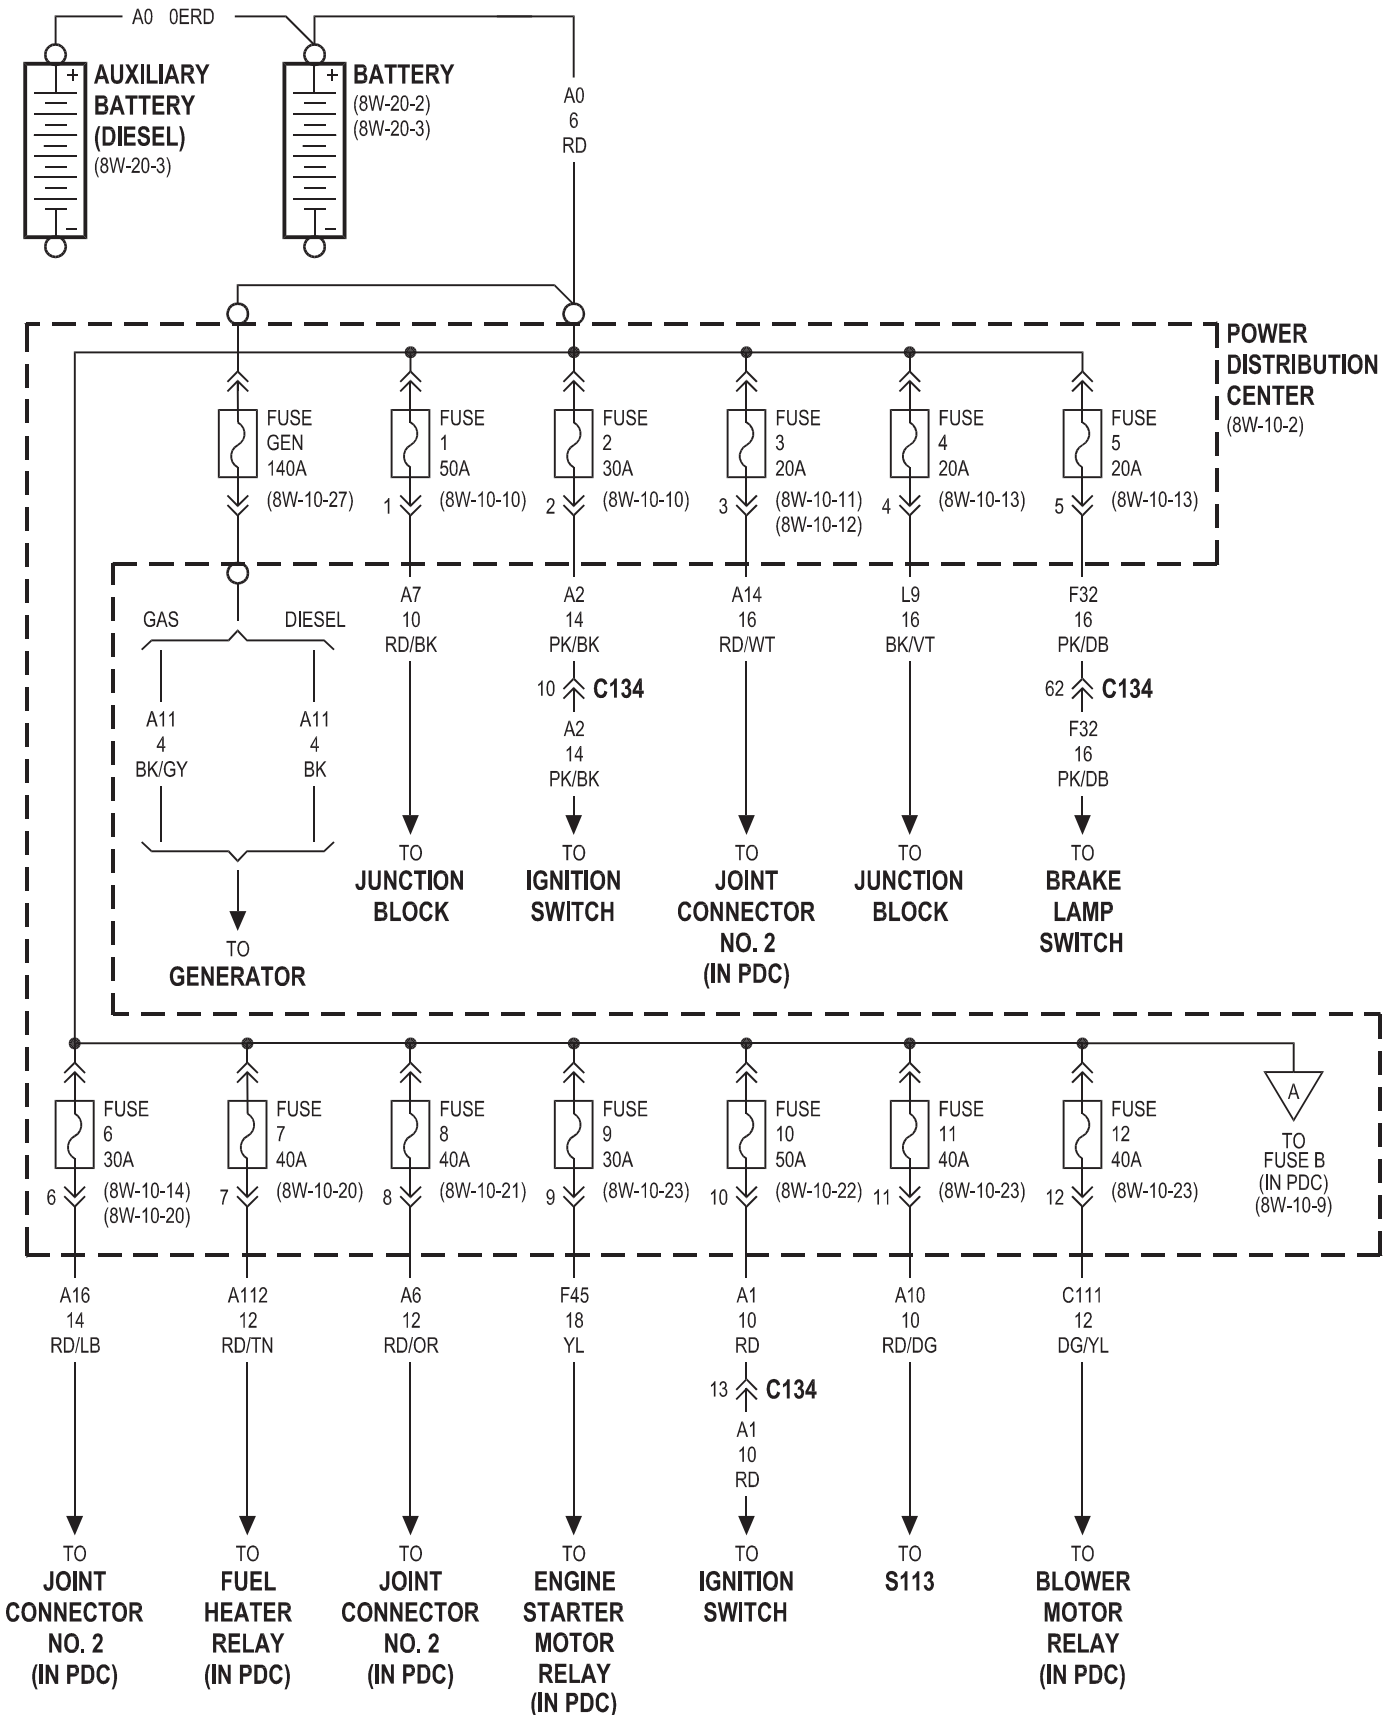 A0 0ERD
AUXILIARY
BATTERY
(DIESEL)
(8W-20-3)
+
−
BATTERY
(8W-20-2)
(8W-20-3)
+
−
A0
6
RD
POWER
DISTRIBUTION
CENTER
(8W-10-2)
FUSE
GEN
140A
(8W-10-27)
FUSE
1
50A
(8W-10-10)
1
FUSE
2
30A
(8W-10-10)
2
FUSE
3
20A
(8W-10-11)
(8W-10-12)
3
FUSE
4
20A
(8W-10-13)
4
FUSE
5
20A
(8W-10-13)
5
GAS
DIESEL
A11
4
BK/GY
A11
4
BK
TO
GENERATOR
A7
10
RD/BK
TO
JUNCTION
BLOCK
A2
14
PK/BK
10 C134
A2
14
PK/BK
TO
IGNITION
SWITCH
A14
16
RD/WT
TO
JOINT
CONNECTOR
NO. 2
(IN PDC)
L9
16
BK/VT
TO
JUNCTION
BLOCK
F32
16
PK/DB
62 C134
F32
16
PK/DB
TO
BRAKE
LAMP
SWITCH
FUSE
6
30A
(8W-10-14)
(8W-10-20)
6
FUSE
7
40A
(8W-10-20)
7
FUSE
8
40A
(8W-10-21)
8
FUSE
9
30A
(8W-10-23)
9
FUSE
10
50A
(8W-10-22)
10
FUSE
11
40A
(8W-10-23)
11
FUSE
12
40A
(8W-10-23)
12
A
TO
FUSE B
(IN PDC)
(8W-10-9)
A16
14
RD/LB
TO
JOINT
CONNECTOR
NO. 2
(IN PDC)
A112
12
RD/TN
TO
FUEL
HEATER
RELAY
(IN PDC)
A6
12
RD/OR
TO
JOINT
CONNECTOR
NO. 2
(IN PDC)
F45
18
YL
TO
ENGINE
STARTER
MOTOR
RELAY
(IN PDC)
A1
10
RD
13 C134
A1
10
RD
TO
IGNITION
SWITCH
A10
10
RD/DG
TO
S113
C111
12
DG/YL
TO
BLOWER
MOTOR
RELAY
(IN PDC)